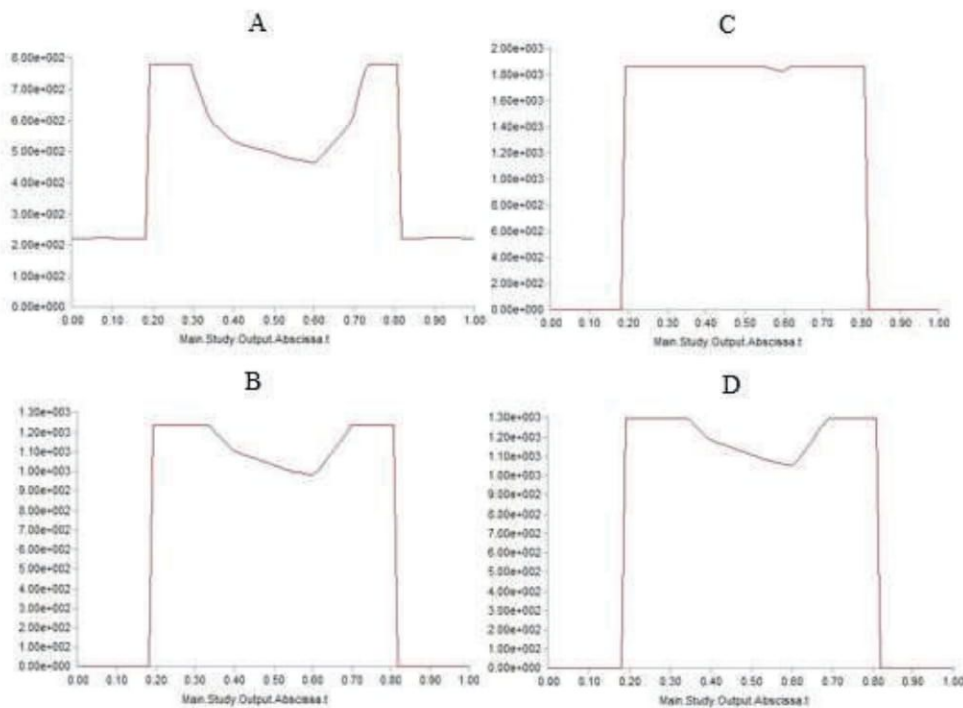 A
8.00e+002
6.00e+002
6.00e+002
5.00e+002
4.00e+002
3.00e+002
2.00e+002
1.00e+002
0.00e+000
0.00 0.10 0.20 0.30 0.40 0.50 0.60 0.70 0.80 0.90 1.00
Main.Study.Output.Abscissa.t
C
2.00e+003
1.80e+003
1.60e+003
1.40e+003
1.20e+003
1.00e+003
8.00e+002
6.00e+002
4.00e+002
2.00e+002
0.00e+000
0.00 0.10 0.20 0.30 0.40 0.50 0.60 0.70 0.80 0.90 1.00
Main.Study.Output.Abscissa.t
B
1.30e+003
1.20e+003
1.10e+003
1.00e+003
9.00e+002
8.00e+002
7.00e+002
6.00e+002
5.00e+002
4.00e+002
3.00e+002
2.00e+002
1.00e+002
0.00e+000
0.00 0.10 0.20 0.30 0.40 0.50 0.60 0.70 0.80 0.90 1.00
Main.Study.Output.Abscissa.t
D
1.30e+003
1.20e+003
1.10e+003
1.00e+003
9.00e+002
8.00e+002
7.00e+002
6.00e+002
5.00e+002
4.00e+002
3.00e+002
2.00e+002
1.00e+002
0.00e+000
0.00 0.10 0.20 0.30 0.40 0.50 0.60 0.70 0.80 0.90 1.00
Main.Study.Output.Abscissa.t